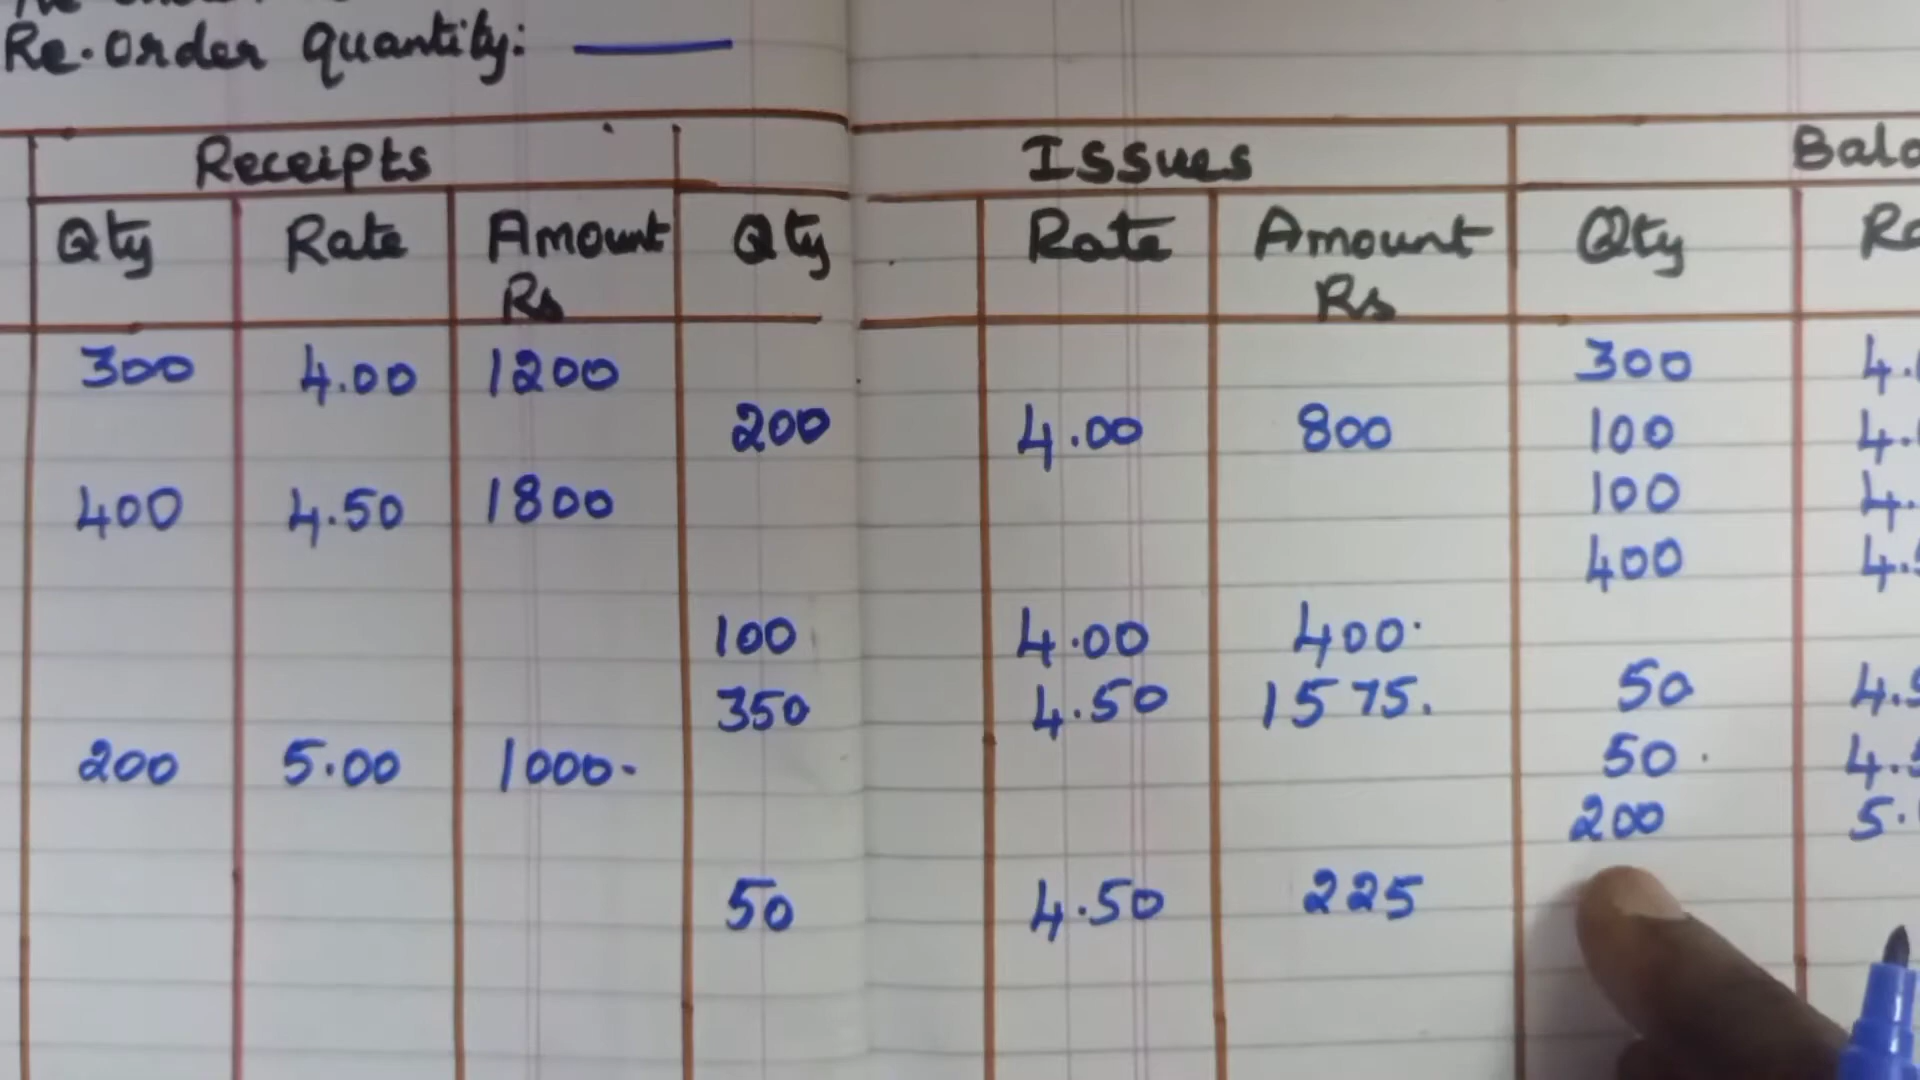 Re.order quantity:
Receipts Issues
Qty Rate Amount Rs Qty Rate Amount Rs Qty
300 4.00 1200 300
200 4.00 800 100
400 4.50 1800 100
400
100 4.00 400.
350 4.50 1575. 50
200 5.00 1000. 50
200
50 4.50 225